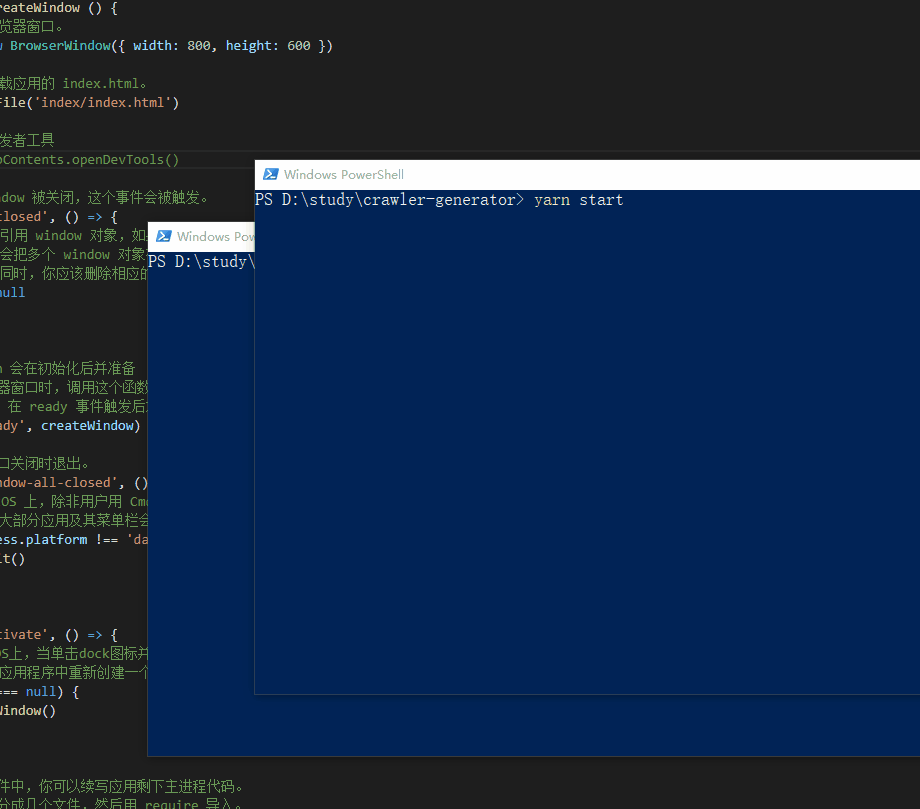 reateWindow () {
览器窗口。
BrowserWindow({ width: 800, height: 600 })
载应用的 index.html。
File('index/index.html')
发者工具
bContents.openDevTools()
ndow 被关闭，这个事件会被触发。
closed', () => {
引用 window 对象，如
会把多个 window 对象
同时，你应该删除相应的
null
会在初始化后并准备
器窗口时，调用这个函数
在 ready 事件触发后
ady', createWindow)
口关闭时退出。
ndow-all-closed', ()
OS 上，除非用户用 Cm
大部分应用及其菜单栏会
ess.platform !== 'da
it()
tivate', () => {
OS上，当单击dock图标并
应用程序中重新创建一个
=== null) {
Window()
件中，你可以续写应用剩下主进程代码。
分成几个文件，然后用 require 导入。
Windows Pow
PS D:\study\
Windows PowerShell
PS D:\study\crawler-generator> yarn start